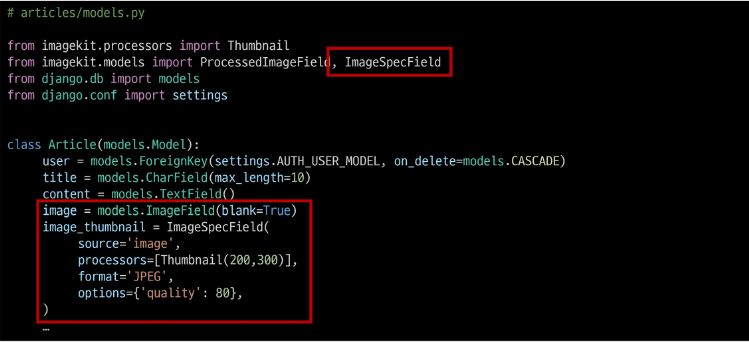 # articles/models.py
from imagekit.processors import Thumbnail
from imagekit.models import ProcessedImageField, ImageSpecField
from django.db import models
from django.conf import settings
class Article(models.Model):
user = models.ForeignKey(settings.AUTH_USER_MODEL, on_delete=models.CASCADE)
title = models.CharField(max_length=10)
content = models.TextField()
image = models.ImageField(blank=True)
image_thumbnail = ImageSpecField(
source='image',
processors=[Thumbnail(200,300)],
format='JPEG',
options={'quality': 80},
)
…